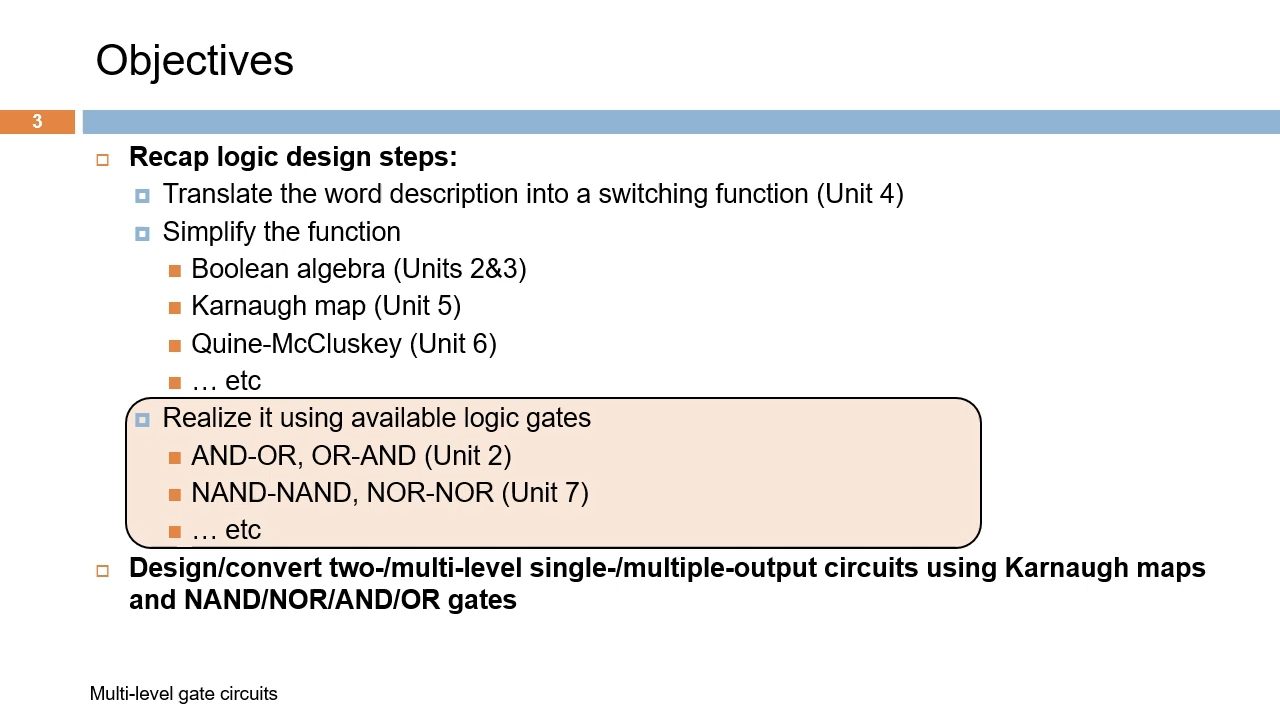 Objectives
3
Recap logic design steps:
Translate the word description into a switching function (Unit 4)
Simplify the function
Boolean algebra (Units 2&3)
Karnaugh map (Unit 5)
Quine-McCluskey (Unit 6)
… etc
Realize it using available logic gates
AND-OR, OR-AND (Unit 2)
NAND-NAND, NOR-NOR (Unit 7)
… etc
Design/convert two-/multi-level single-/multiple-output circuits using Karnaugh maps
and NAND/NOR/AND/OR gates
Multi-level gate circuits